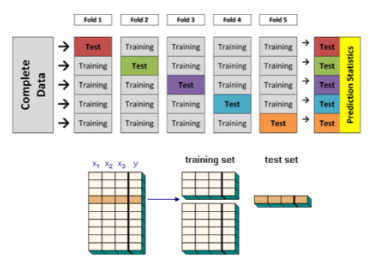 Fold 1 Fold 2 Fold 3 Fold 4 Fold 5
Complete Data
Test Training Training Training Training Test
Training Test Training Training Training Test
Training Training Test Training Training Test
Training Training Training Test Training Test
Training Training Training Training Test Test
Prediction Statistics
training set test set
x₁ x₂ x₃ y